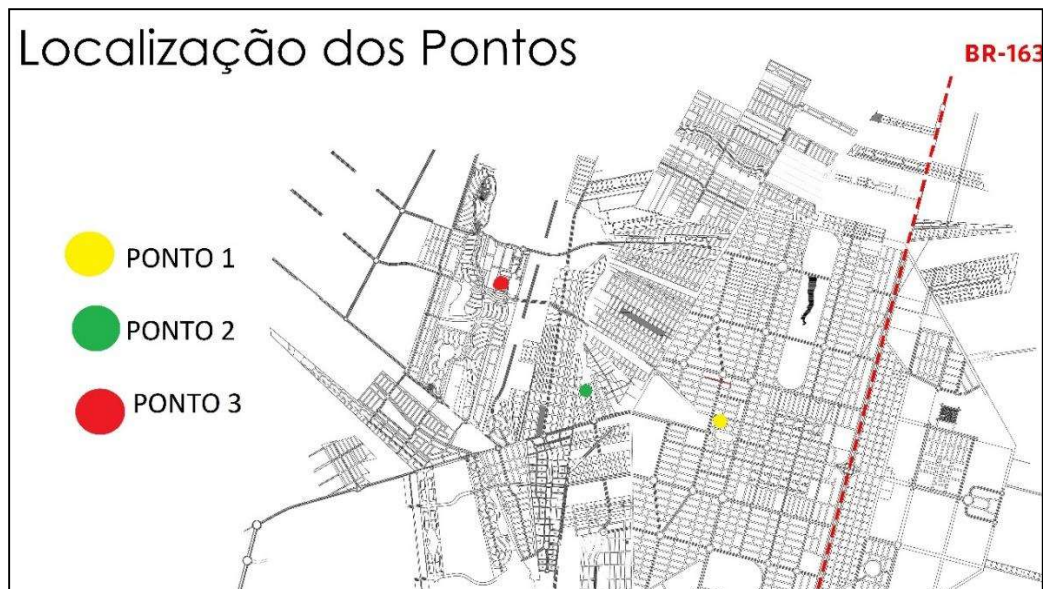 Localização dos Pontos
BR-163
PONTO 1
PONTO 2
PONTO 3